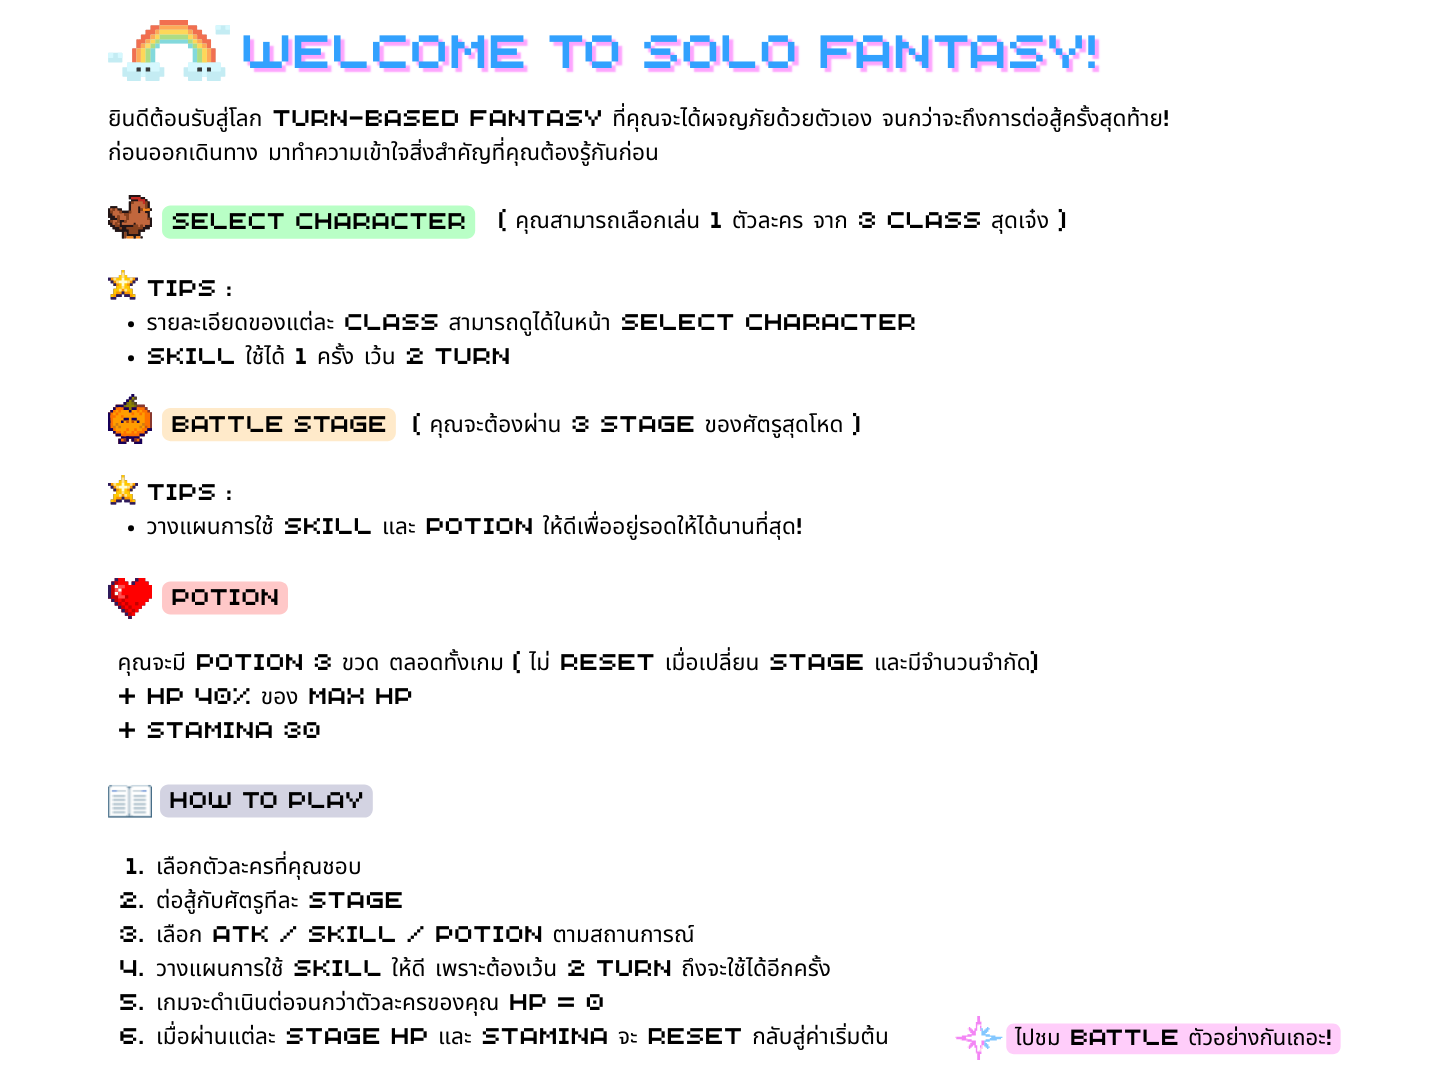 WELCOME TO SOLO FANTASY!
ยินดีต้อนรับสู่โลก TURN-BASED FANTASY ที่คุณจะได้ผจญภัยด้วยตัวเอง จนกว่าจะถึงการต่อสู้ครั้งสุดท้าย!
ก่อนออกเดินทาง มาทำความเข้าใจสิ่งสำคัญที่คุณต้องรู้กันก่อน
SELECT CHARACTER ( คุณสามารถเลือกเล่น 1 ตัวละคร จาก 3 CLASS สุดเจ๋ง )
TIPS :
• รายละเอียดของแต่ละ CLASS สามารถดูได้ในหน้า SELECT CHARACTER
• SKILL ใช้ได้ 1 ครั้ง เว้น 2 TURN
BATTLE STAGE ( คุณจะต้องผ่าน 3 STAGE ของศัตรูสุดโหด )
TIPS :
• วางแผนการใช้ SKILL และ POTION ให้ดีเพื่ออยู่รอดให้ได้นานที่สุด!
POTION
คุณจะมี POTION 3 ขวด ตลอดทั้งเกม ( ไม่ RESET เมื่อเปลี่ยน STAGE และมีจำนวนจำกัด)
+ HP 40% ของ MAX HP
+ STAMINA 30
HOW TO PLAY
1. เลือกตัวละครที่คุณชอบ
2. ต่อสู้กับศัตรูทีละ STAGE
3. เลือก ATK / SKILL / POTION ตามสถานการณ์
4. วางแผนการใช้ SKILL ให้ดี เพราะต้องเว้น 2 TURN ถึงจะใช้ได้อีกครั้ง
5. เกมจะดำเนินต่อจนกว่าตัวละครของคุณ HP = 0
6. เมื่อผ่านแต่ละ STAGE HP และ STAMINA จะ RESET กลับสู่ค่าเริ่มต้น
ไปชม BATTLE ตัวอย่างกันเถอะ!